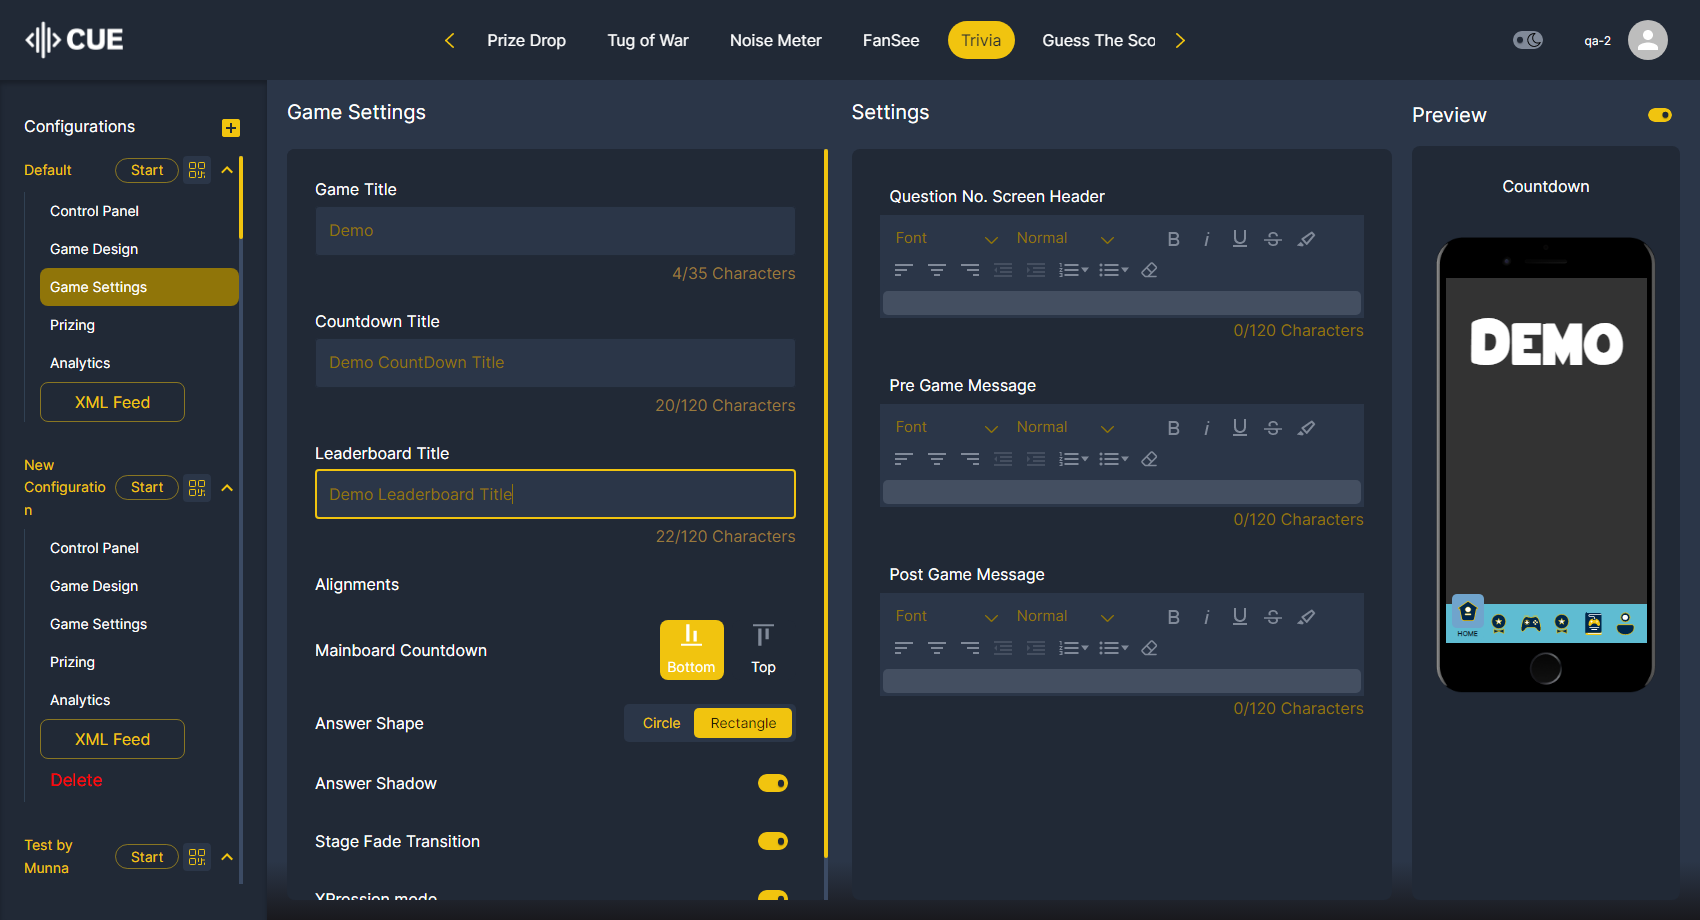 CUE
Prize Drop
Tug of War
Noise Meter
FanSee
Trivia
Guess The Sco
qa-2
Configurations
Default
Start
Control Panel
Game Design
Game Settings
Prizing
Analytics
XML Feed
New
Configuratio
n
Start
Control Panel
Game Design
Game Settings
Prizing
Analytics
XML Feed
Delete
Test by
Munna
Start
Game Settings
Game Title
Demo
4/35 Characters
Countdown Title
Demo CountDown Title
20/120 Characters
Leaderboard Title
Demo Leaderboard Title
22/120 Characters
Alignments
Mainboard Countdown
Bottom
Top
Answer Shape
Circle
Rectangle
Answer Shadow
Stage Fade Transition
XPression mode
Settings
Question No. Screen Header
Font
Normal
0/120 Characters
Pre Game Message
Font
Normal
0/120 Characters
Post Game Message
Font
Normal
0/120 Characters
Preview
Countdown
DEMO
HOME